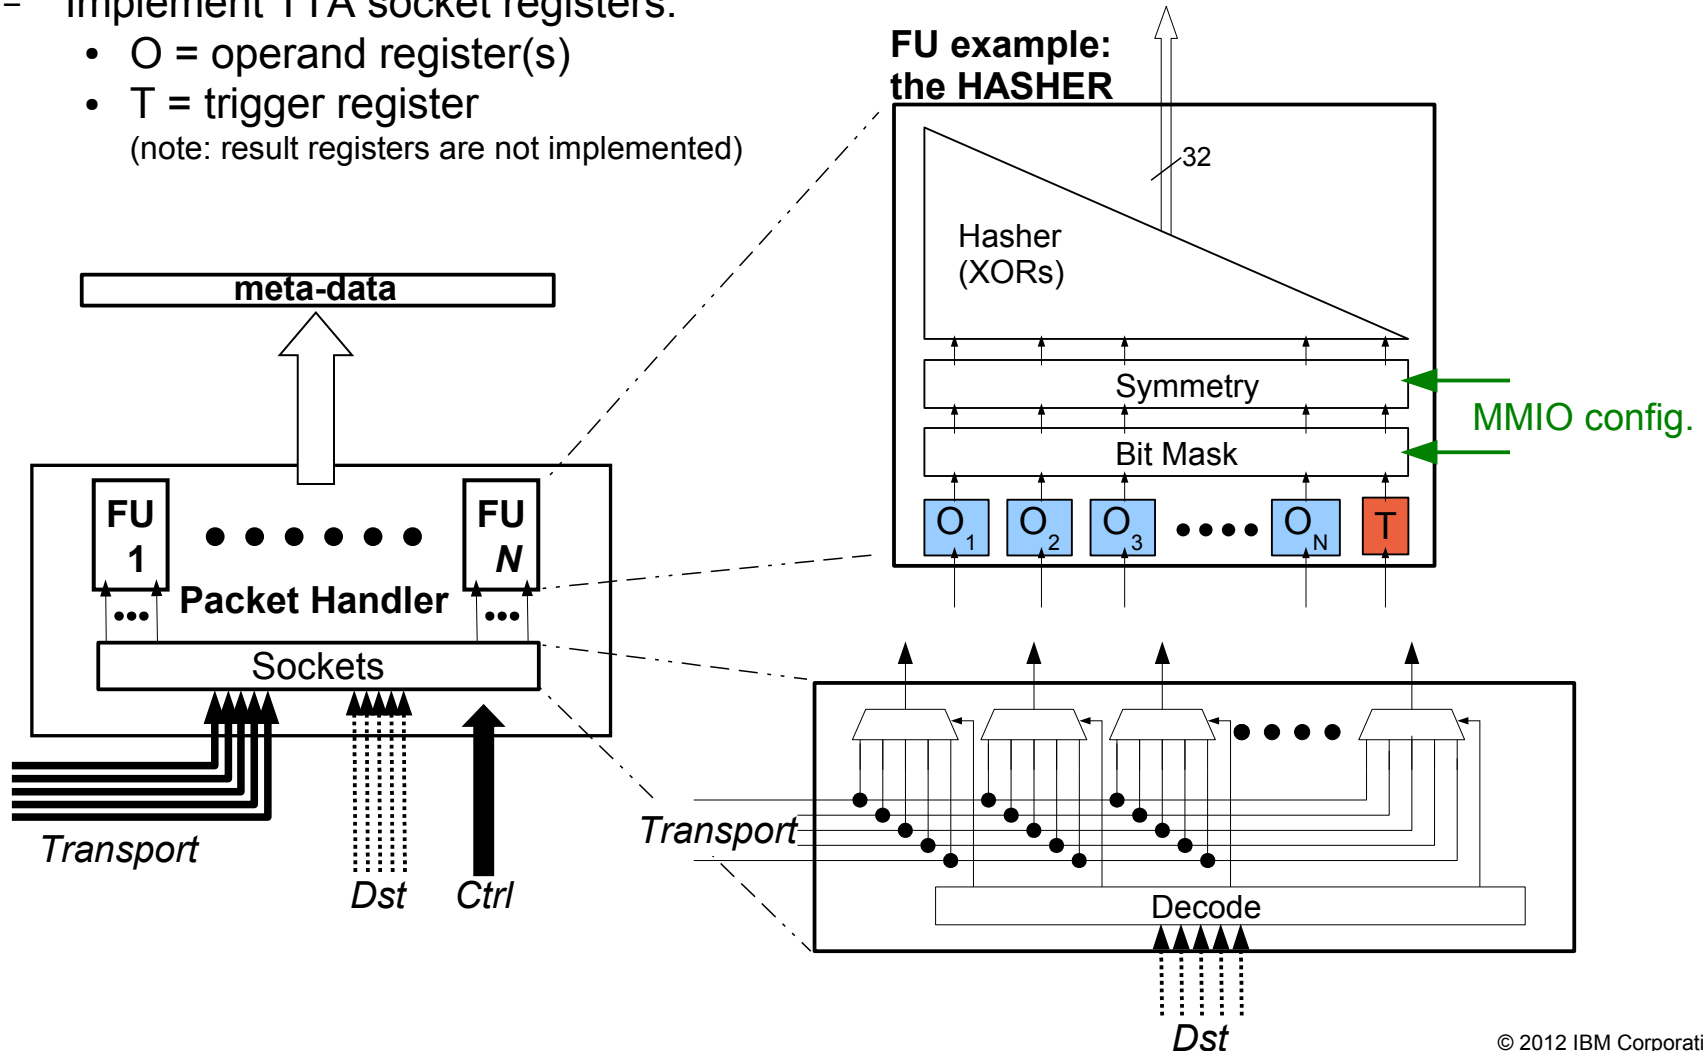 – Implement TTA socket registers:
• O = operand register(s)
• T = trigger register
(note: result registers are not implemented)
FU example:
the HASHER
32
Hasher
(XORs)
Symmetry
Bit Mask
MMIO config.
O1 O2 O3 ON T
meta-data
FU
1
FU
N
Packet Handler
Sockets
Transport
Dst
Ctrl
Transport
Decode
Dst
© 2012 IBM Corporati